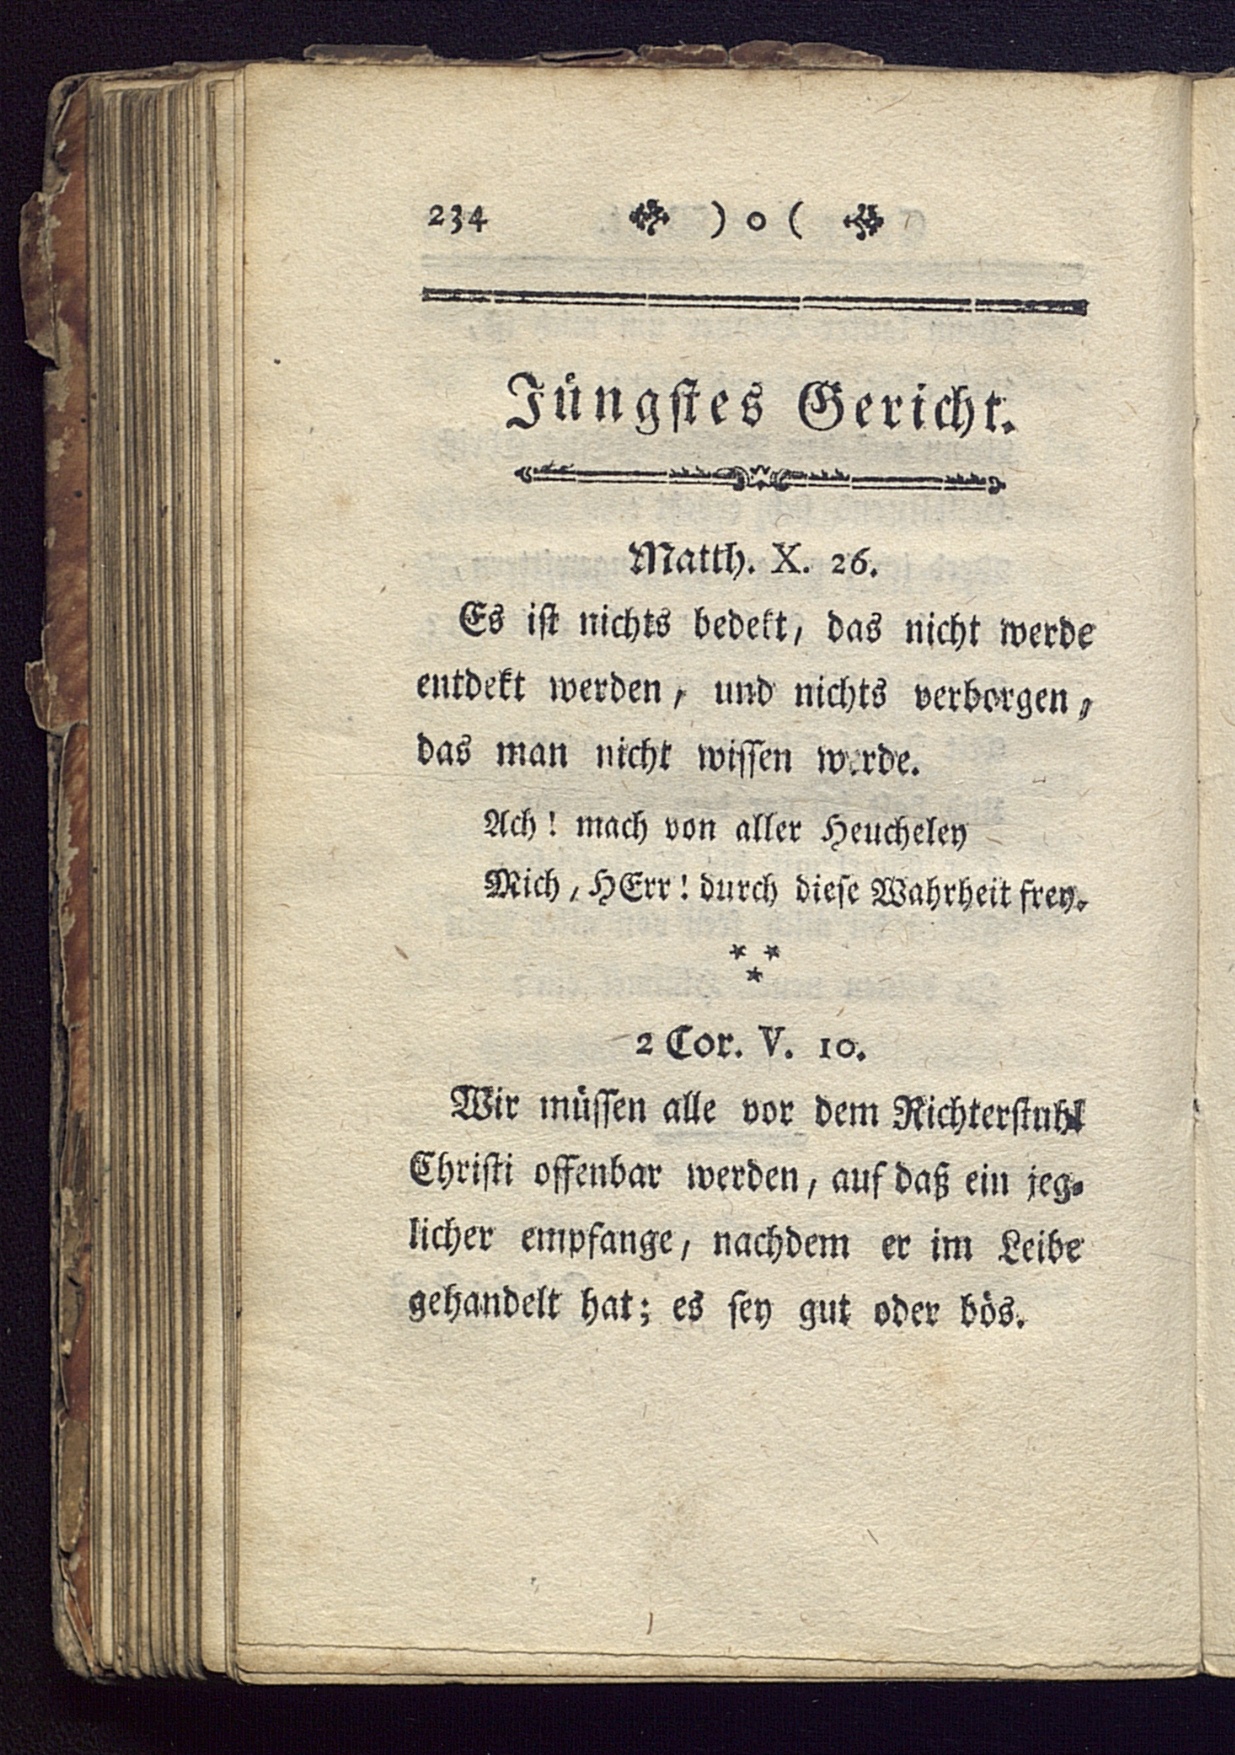 234 ) o (
Jüngstes Gericht.
Matth. X. 26.
Es ist nichts bedekt, das nicht werde
entdekt werden, und nichts verborgen,
das man nicht wissen werde.
Ach! mach von aller Heucheley
Mich, HErr! durch diese Wahrheit frey.
* *
*
2 Cor. V. 10.
Wir müssen alle vor dem Richterstuhl
Christi offenbar werden, auf daß ein jeg-
licher empfange, nachdem er im Leibe
gehandelt hat; es sey gut oder bös.